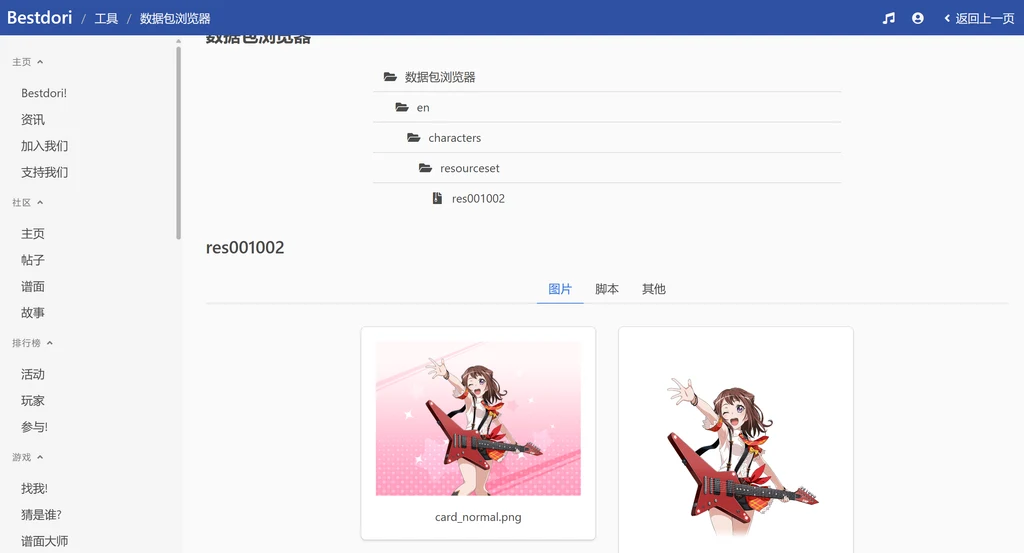 Bestdori / 工具 / 数据包浏览器
返回上一页
主页
Bestdori!
资讯
加入我们
支持我们
社区
主页
帖子
谱面
故事
排行榜
活动
玩家
参与!
游戏
找我!
猜是谁?
谱面大师
数据包浏览器
数据包浏览器
en
characters
resourceset
res001002
res001002
图片 脚本 其他
card_normal.png